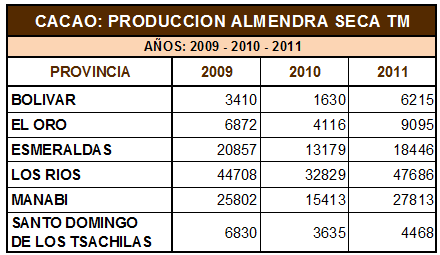 CACAO: PRODUCCION ALMENDRA SECA TM
AÑOS: 2009 - 2010 - 2011
PROVINCIA 2009 2010 2011
BOLIVAR 3410 1630 6215
EL ORO 6872 4116 9095
ESMERALDAS 20857 13179 18446
LOS RIOS 44708 32829 47686
MANABI 25802 15413 27813
SANTO DOMINGO
DE LOS TSACHILAS 6830 3635 4468